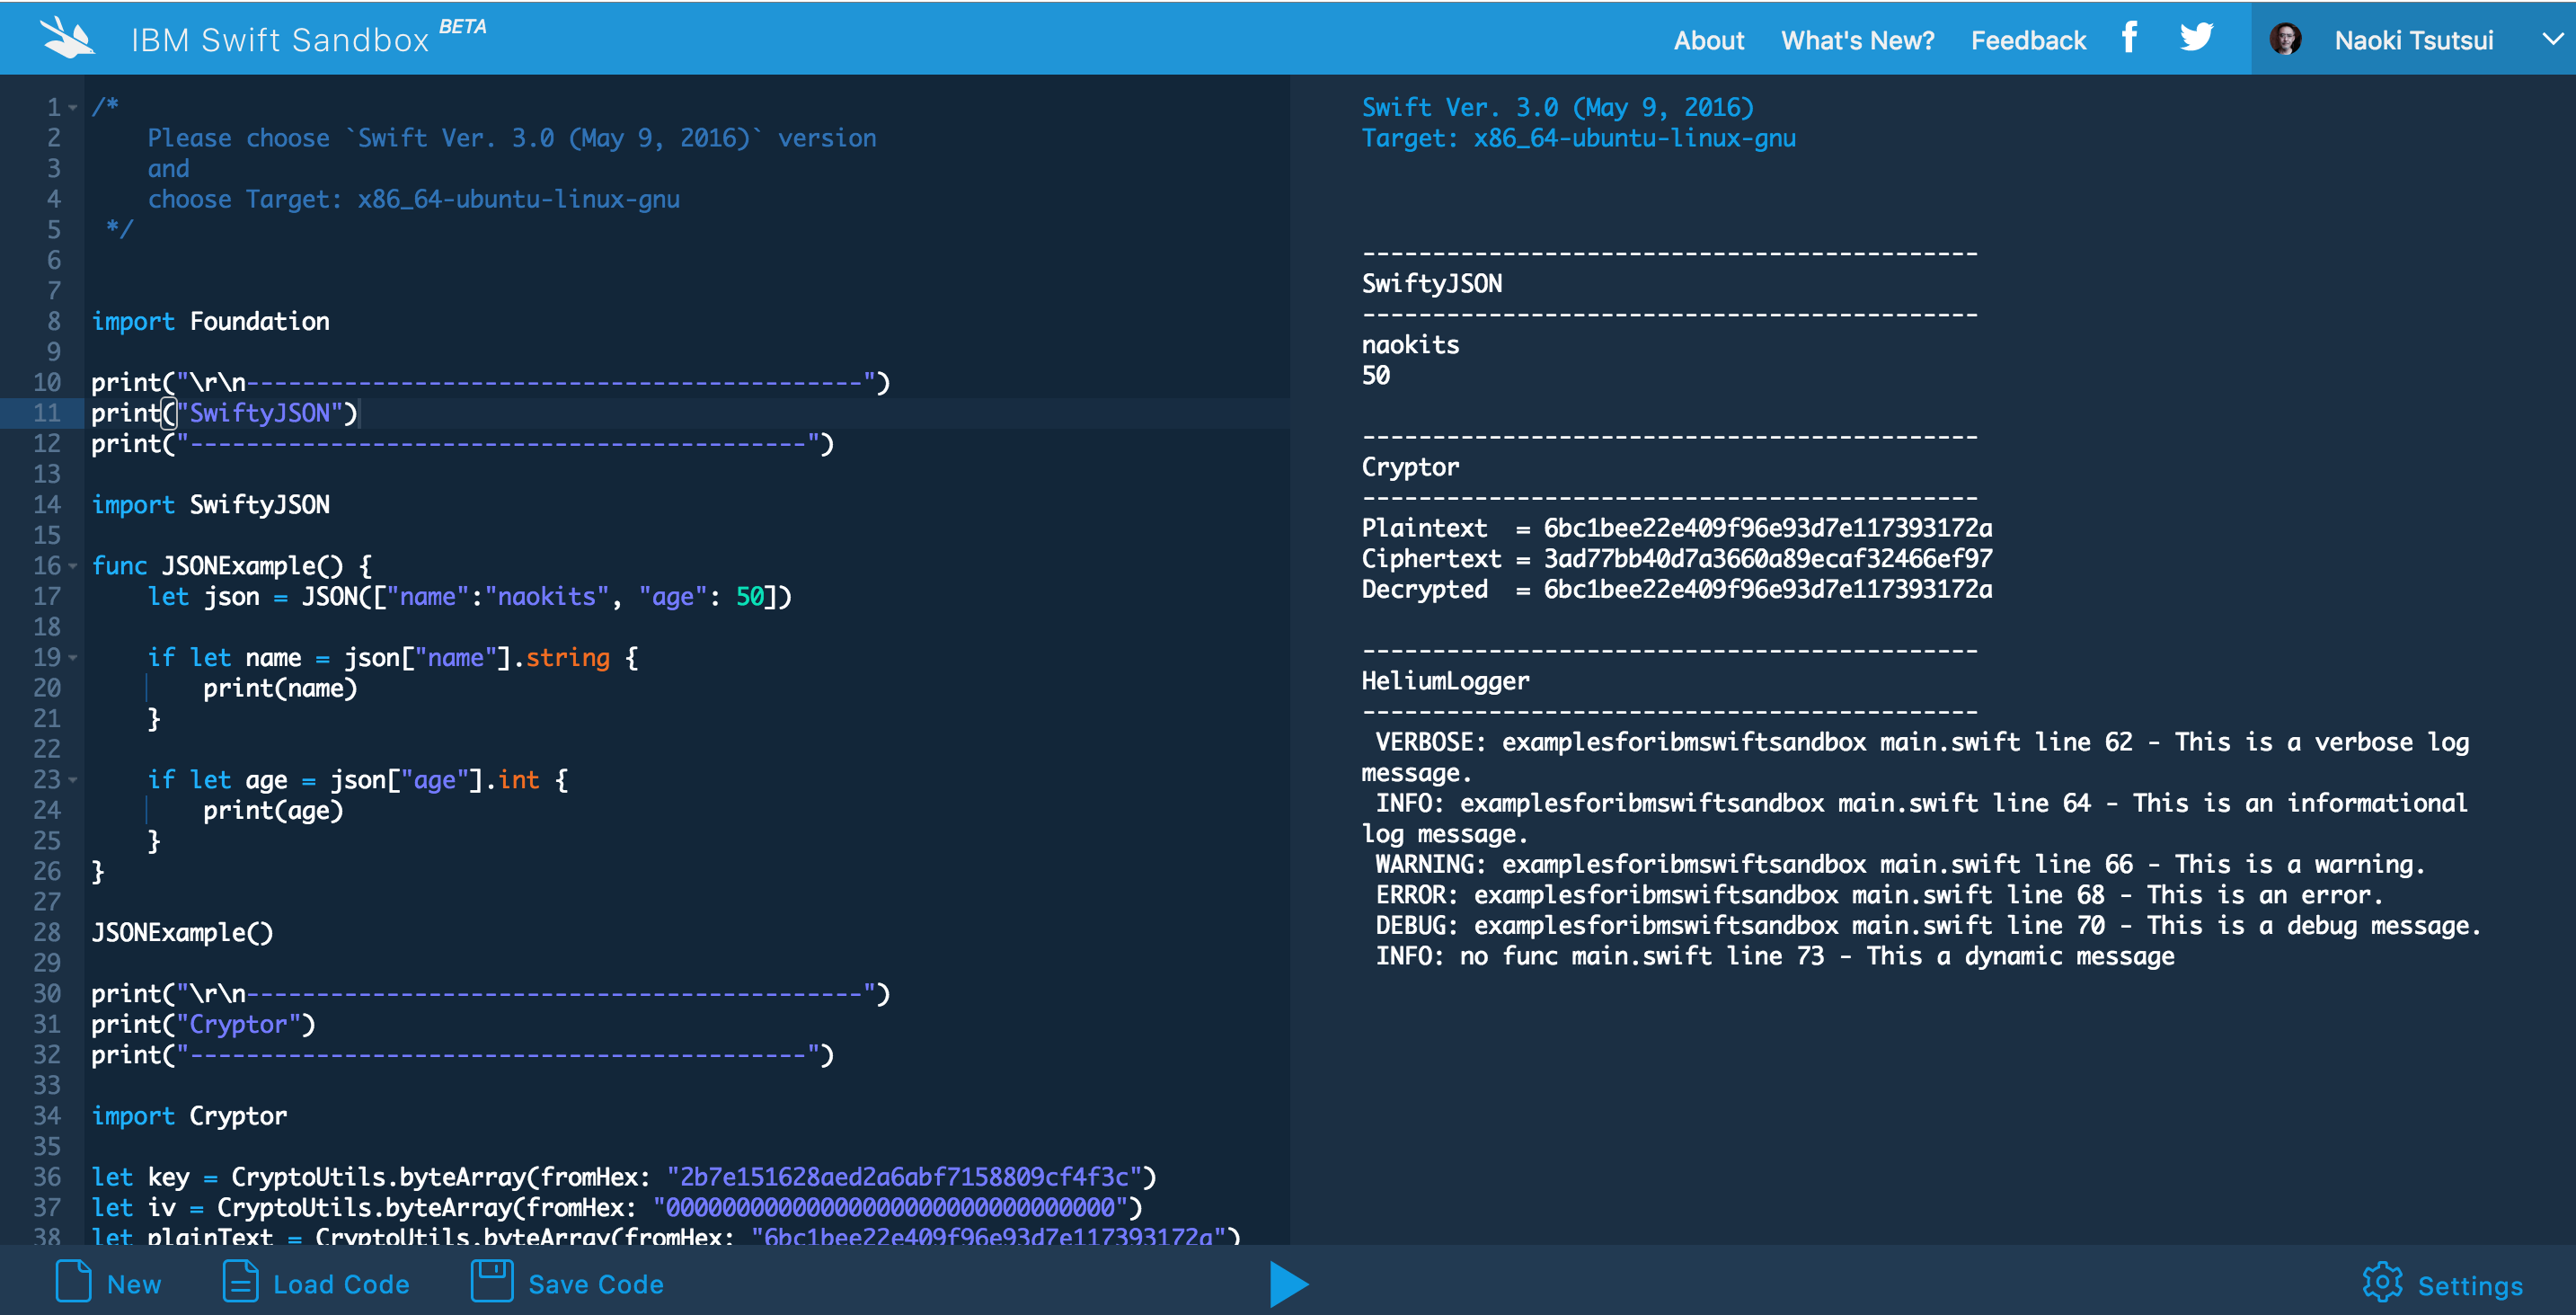 IBM Swift Sandbox BETA
About What's New? Feedback Naoki Tsutsui
1 /*
2     Please choose `Swift Ver. 3.0 (May 9, 2016)` version
3     and
4     choose Target: x86_64-ubuntu-linux-gnu
5  */
6
7
8 import Foundation
9
10 print("\r\n--------------------------------------------")
11 print("SwiftyJSON")
12 print("--------------------------------------------")
13
14 import SwiftyJSON
15
16 func JSONExample() {
17     let json = JSON(["name":"naokits", "age": 50])
18
19     if let name = json["name"].string {
20         print(name)
21     }
22
23     if let age = json["age"].int {
24         print(age)
25     }
26 }
27
28 JSONExample()
29
30 print("\r\n--------------------------------------------")
31 print("Cryptor")
32 print("--------------------------------------------")
33
34 import Cryptor
35
36 let key = CryptoUtils.byteArray(fromHex: "2b7e151628aed2a6abf7158809cf4f3c")
37 let iv = CryptoUtils.byteArray(fromHex: "00000000000000000000000000000000")
38 let plainText = CryptoUtils.byteArray(fromHex: "6bc1bee22e409f96e93d7e117393172a")
Swift Ver. 3.0 (May 9, 2016)
Target: x86_64-ubuntu-linux-gnu
--------------------------------------------
SwiftyJSON
--------------------------------------------
naokits
50
--------------------------------------------
Cryptor
--------------------------------------------
Plaintext  = 6bc1bee22e409f96e93d7e117393172a
Ciphertext = 3ad77bb40d7a3660a89ecaf32466ef97
Decrypted  = 6bc1bee22e409f96e93d7e117393172a
--------------------------------------------
HeliumLogger
--------------------------------------------
VERBOSE: examplesforibmswiftsandbox main.swift line 62 - This is a verbose log
message.
INFO: examplesforibmswiftsandbox main.swift line 64 - This is an informational
log message.
WARNING: examplesforibmswiftsandbox main.swift line 66 - This is a warning.
ERROR: examplesforibmswiftsandbox main.swift line 68 - This is an error.
DEBUG: examplesforibmswiftsandbox main.swift line 70 - This is a debug message.
INFO: no func main.swift line 73 - This a dynamic message
New Load Code Save Code Settings